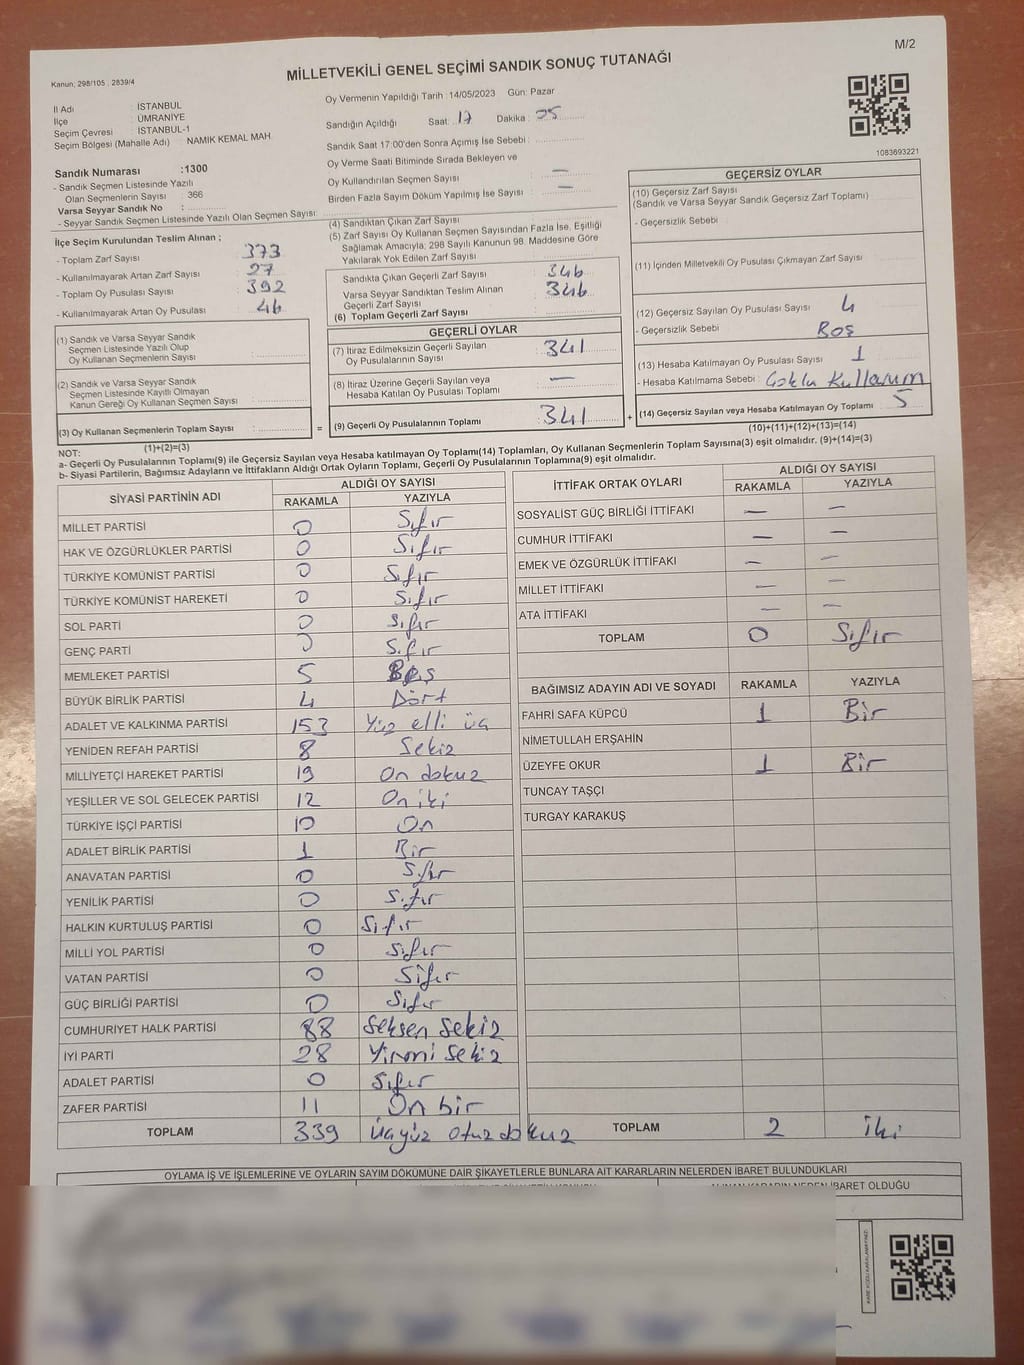 M/2
Kanun; 298/105 , 2839/4
MİLLETVEKİLİ GENEL SEÇİMİ SANDIK SONUÇ TUTANAĞI
İl Adı : İSTANBUL
İlçe : ÜMRANİYE
Seçim Çevresi : İSTANBUL-1
Seçim Bölgesi (Mahalle Adı) NAMIK KEMAL MAH.
Sandık Numarası :1300
- Sandık Seçmen Listesinde Yazılı
Olan Seçmenlerin Sayısı : 366
Varsa Seyyar Sandık No :
- Seyyar Sandık Seçmen Listesinde Yazılı Olan Seçmen Sayısı:
Oy Vermenin Yapıldığı Tarih :14/05/2023 Gün: Pazar
Sandığın Açıldığı Saat: 17 Dakika : 05
Sandık Saat 17:00'den Sonra Açımış İse Sebebi :
Oy Verme Saati Bitiminde Sırada Bekleyen ve
Oy Kullandırılan Seçmen Sayısı : —
Birden Fazla Sayım Döküm Yapılmış İse Sayısı : —
1083693221
İlçe Seçim Kurulundan Teslim Alınan ;
- Toplam Zarf Sayısı : 373
- Kullanılmayarak Artan Zarf Sayısı : 27
- Toplam Oy Pusulası Sayısı : 392
- Kullanılmayarak Artan Oy Pusulası : 46
(1) Sandık ve Varsa Seyyar Sandık
Seçmen Listesinde Yazılı Olup
Oy Kullanan Seçmenlerin Sayısı :
(2) Sandık ve Varsa Seyyar Sandık
Seçmen Listesinde Kayıtlı Olmayan
Kanun Gereği Oy Kullanan Seçmen Sayısı :
(3) Oy Kullanan Seçmenlerin Toplam Sayısı :
(1)+(2)=(3)
(4) Sandıktan Çıkan Zarf Sayısı :
(5) Zarf Sayısı Oy Kullanan Seçmen Sayısından Fazla İse, Eşitliği
Sağlamak Amacıyla; 298 Sayılı Kanunun 98. Maddesine Göre
Yakılarak Yok Edilen Zarf Sayısı :
Sandıkta Çıkan Geçerli Zarf Sayısı : 346
Varsa Seyyar Sandıktan Teslim Alınan
Geçerli Zarf Sayısı : 346
(6) Toplam Geçerli Zarf Sayısı :
GEÇERLİ OYLAR
(7) İtiraz Edilmeksizin Geçerli Sayılan
Oy Pusulalarının Sayısı : 341
(8) İtiraz Üzerine Geçerli Sayılan veya
Hesaba Katılan Oy Pusulası Toplamı : —
= (9) Geçerli Oy Pusulalarının Toplamı : 341 +
GEÇERSİZ OYLAR
(10) Geçersiz Zarf Sayısı
(Sandık ve Varsa Seyyar Sandık Geçersiz Zarf Toplamı) :
- Geçersizlik Sebebi :
(11) İçinden Milletvekili Oy Pusulası Çıkmayan Zarf Sayısı :
(12) Geçersiz Sayılan Oy Pusulası Sayısı : 4
- Geçersizlik Sebebi : Boş
(13) Hesaba Katılmayan Oy Pusulası Sayısı : 1
- Hesaba Katılmama Sebebi : Çoklu Kullanım
(14) Geçersiz Sayılan veya Hesaba Katılmayan Oy Toplamı : 5
(10)+(11)+(12)+(13)=(14)
NOT:
a- Geçerli Oy Pusulalarının Toplamı(9) ile Geçersiz Sayılan veya Hesaba katılmayan Oy Toplamı(14) Toplamları, Oy Kullanan Seçmenlerin Toplam Sayısına(3) eşit olmalıdır. (9)+(14)=(3)
b- Siyasi Partilerin, Bağımsız Adayların ve İttifakların Aldığı Ortak Oyların Toplamı, Geçerli Oy Pusulalarının Toplamına(9) eşit olmalıdır.
SİYASİ PARTİNİN ADI ALDIĞI OY SAYISI
RAKAMLA YAZIYLA
MİLLET PARTİSİ 0 Sıfır
HAK VE ÖZGÜRLÜKLER PARTİSİ 0 Sıfır
TÜRKİYE KOMÜNİST PARTİSİ 0 Sıfır
TÜRKİYE KOMÜNİST HAREKETİ 0 Sıfır
SOL PARTİ 0 Sıfır
GENÇ PARTİ 0 Sıfır
MEMLEKET PARTİSİ 5 Beş
BÜYÜK BİRLİK PARTİSİ 4 Dört
ADALET VE KALKINMA PARTİSİ 153 Yüz elli üç
YENİDEN REFAH PARTİSİ 8 Sekiz
MİLLİYETÇİ HAREKET PARTİSİ 19 On dokuz
YEŞİLLER VE SOL GELECEK PARTİSİ 12 On iki
TÜRKİYE İŞÇİ PARTİSİ 10 On
ADALET BİRLİK PARTİSİ 1 Bir
ANAVATAN PARTİSİ 0 Sıfır
YENİLİK PARTİSİ 0 Sıfır
HALKIN KURTULUŞ PARTİSİ 0 Sıfır
MİLLİ YOL PARTİSİ 0 Sıfır
VATAN PARTİSİ 0 Sıfır
GÜÇ BİRLİĞİ PARTİSİ 0 Sıfır
CUMHURİYET HALK PARTİSİ 88 Seksen Sekiz
İYİ PARTİ 28 Yirmi Sekiz
ADALET PARTİSİ 0 Sıfır
ZAFER PARTİSİ 11 On bir
TOPLAM 339 Üçyüz otuz dokuz
İTTİFAK ORTAK OYLARI ALDIĞI OY SAYISI
RAKAMLA YAZIYLA
SOSYALİST GÜÇ BİRLİĞİ İTTİFAKI — —
CUMHUR İTTİFAKI — —
EMEK VE ÖZGÜRLÜK İTTİFAKI — —
MİLLET İTTİFAKI — —
ATA İTTİFAKI — —
TOPLAM 0 Sıfır
BAĞIMSIZ ADAYIN ADI VE SOYADI RAKAMLA YAZIYLA
FAHRİ SAFA KÜPCÜ 1 Bir
NİMETULLAH ERŞAHİN
ÜZEYFE OKUR 1 Bir
TUNCAY TAŞÇI
TURGAY KARAKUŞ
TOPLAM 2 İki
OYLAMA İŞ VE İŞLEMLERİNE VE OYLARIN SAYIM DÖKÜMÜNE DAİR ŞİKAYETLERLE BUNLARA AİT KARARLARIN NELERDEN İBARET BULUNDUKLARI
NEDEN İBARET OLDUĞU